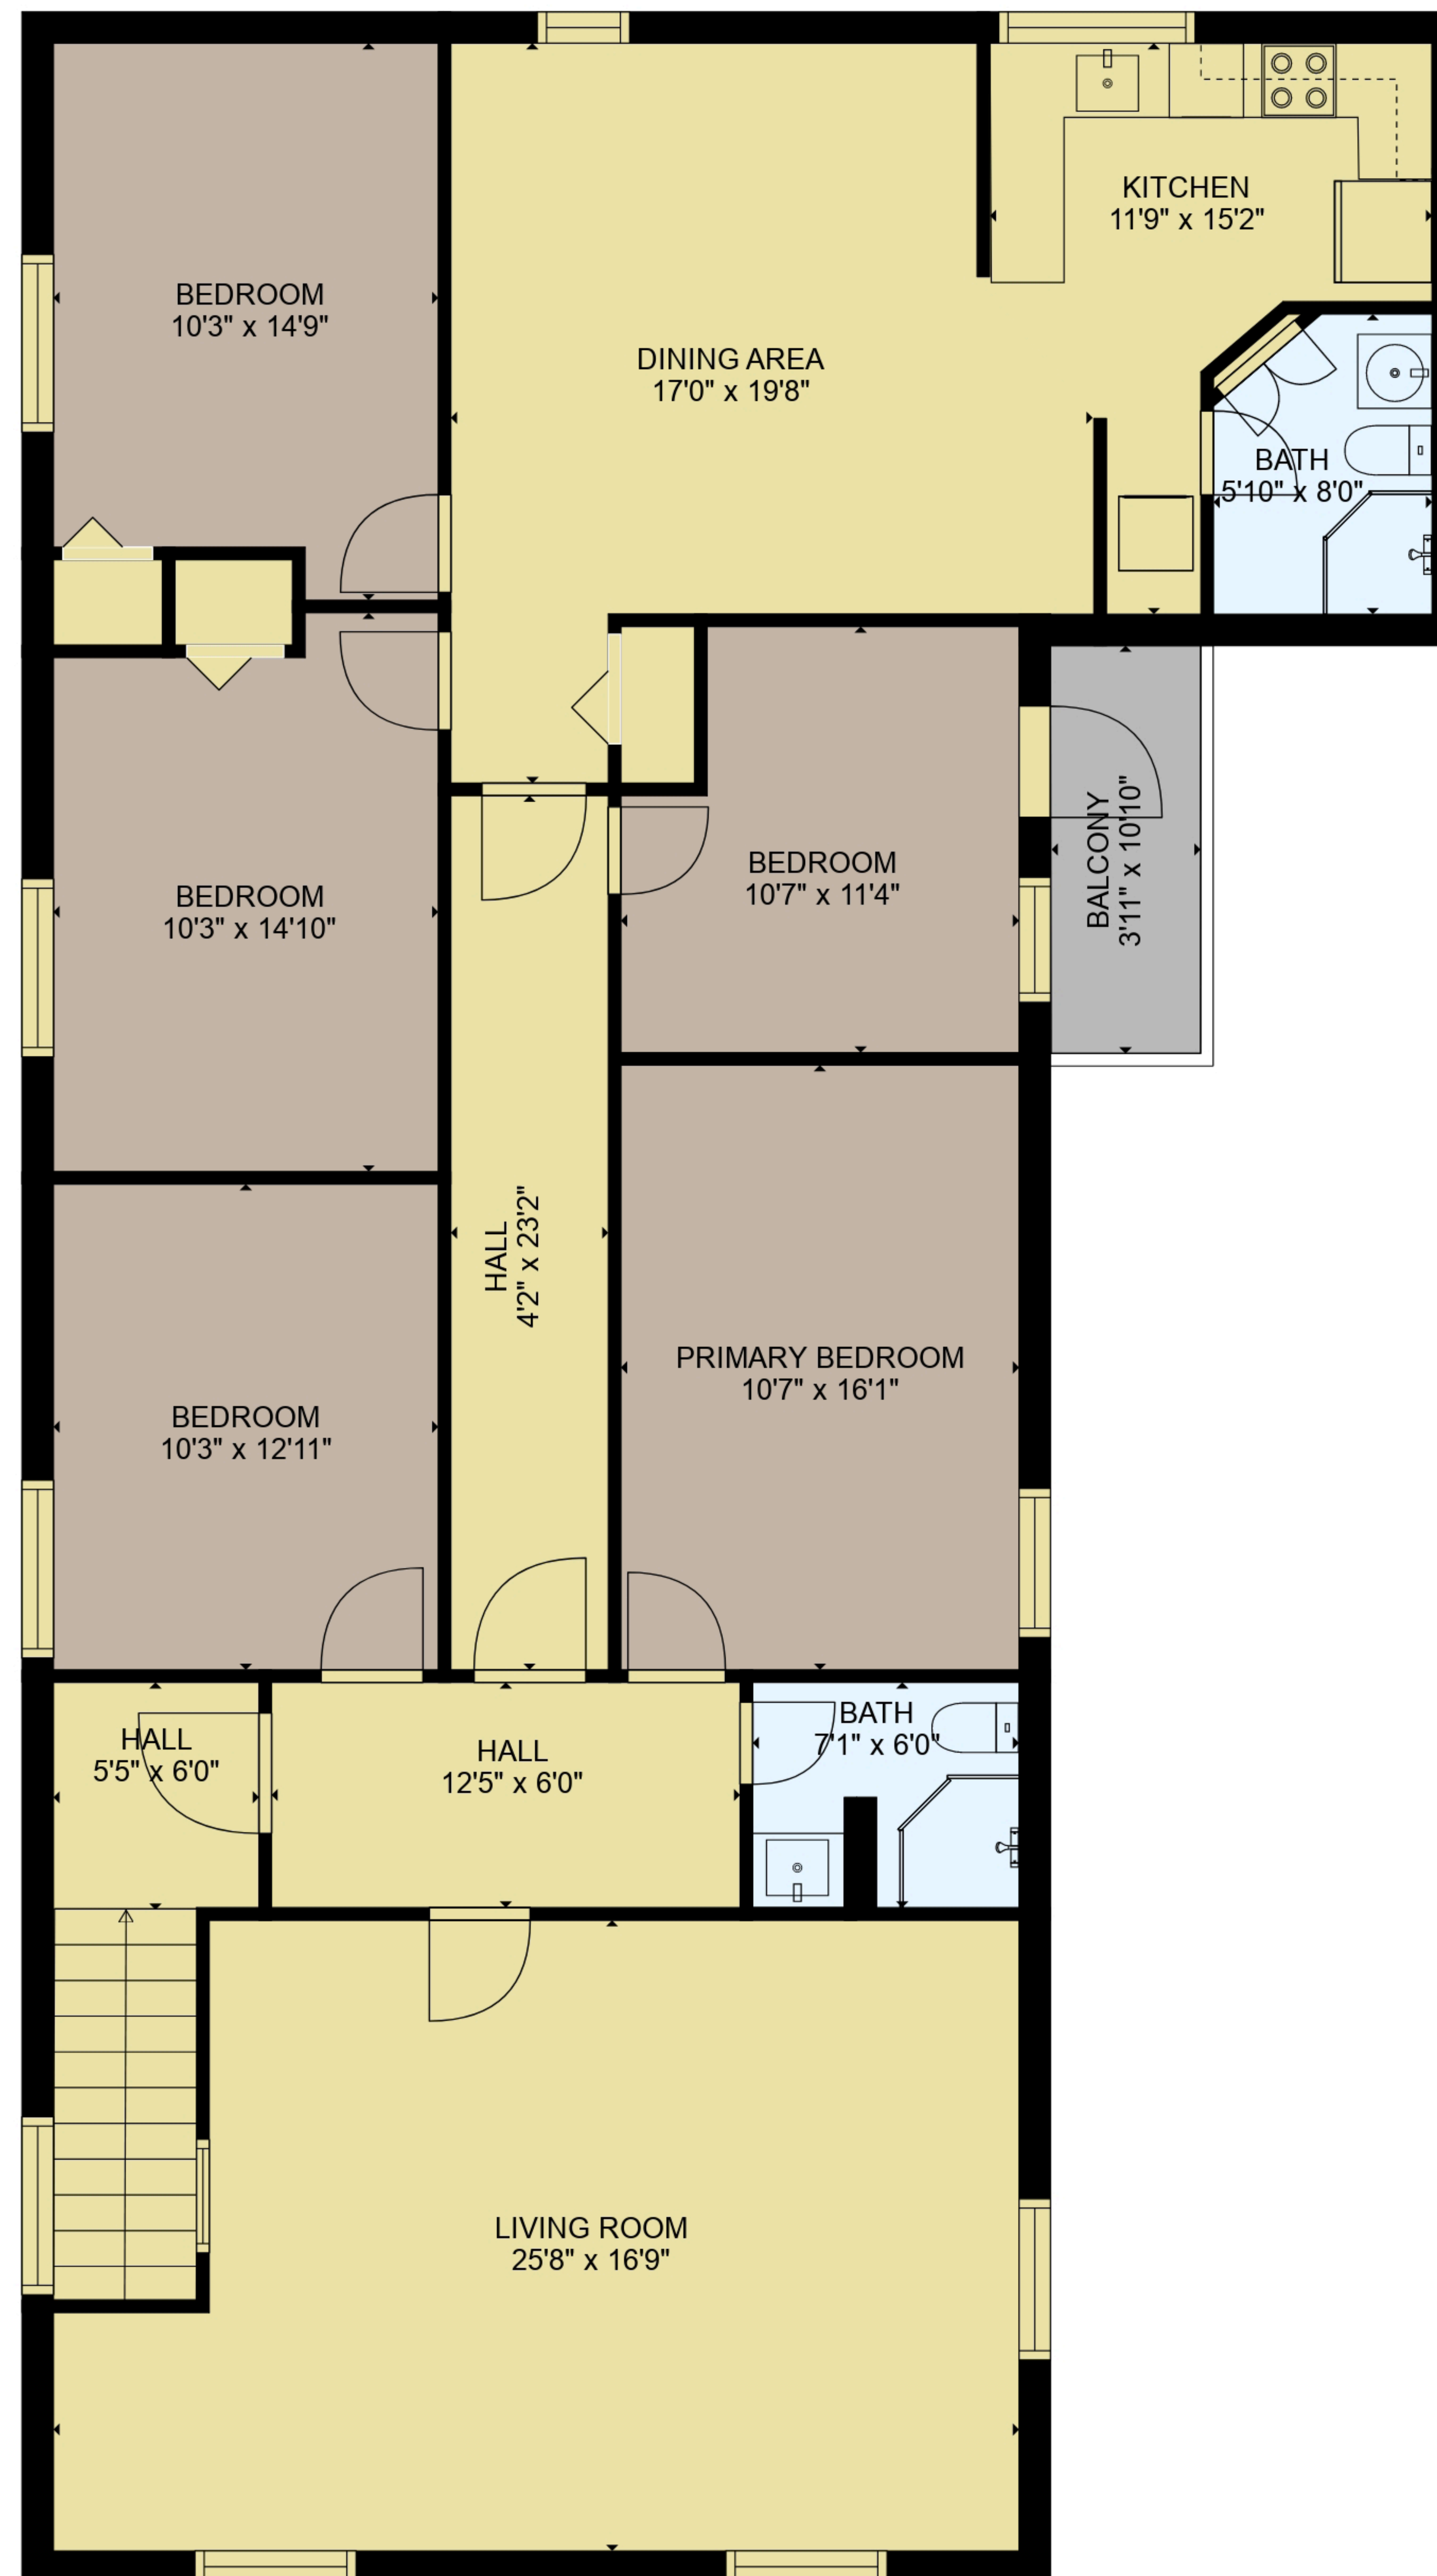 KITCHEN
11'9" x 15'2"
BEDROOM
10'3" x 14'9"
DINING AREA
17'0" x 19'8"
BATH
5'10" x 8'0"
BEDROOM
10'7" x 11'4"
BALCONY
3'11" x 10'10"
BEDROOM
10'3" x 14'10"
HALL
4'2" x 23'2"
PRIMARY BEDROOM
10'7" x 16'1"
BEDROOM
10'3" x 12'11"
BATH
7'1" x 6'0"
HALL
5'5" x 6'0"
HALL
12'5" x 6'0"
LIVING ROOM
25'8" x 16'9"